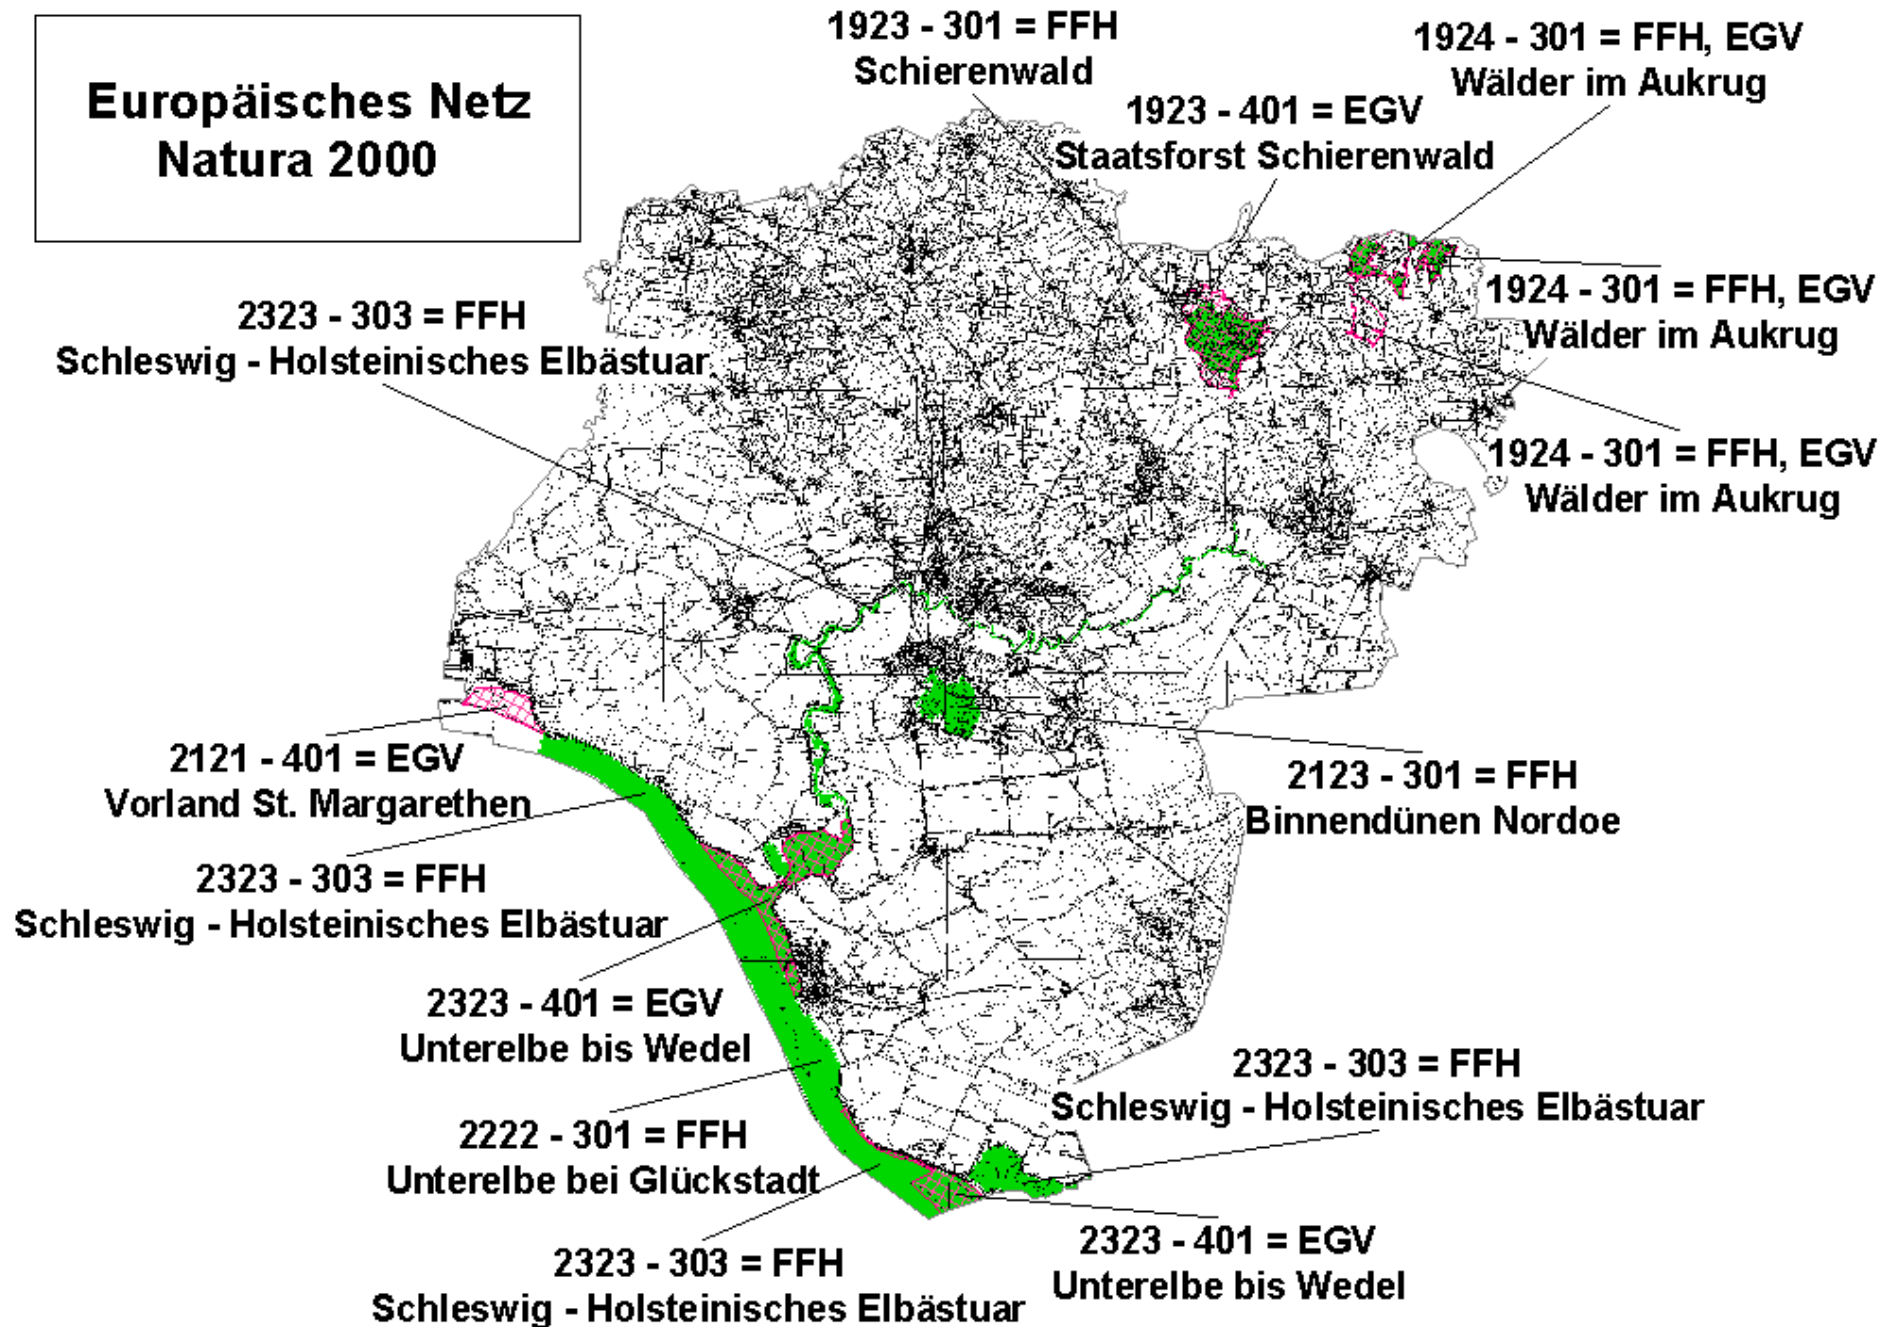 Europäisches Netz
Natura 2000
1923 - 301 = FFH
Schierenwald
1924 - 301 = FFH, EGV
Wälder im Aukrug
1923 - 401 = EGV
Staatsforst Schierenwald
1924 - 301 = FFH, EGV
Wälder im Aukrug
2323 - 303 = FFH
Schleswig - Holsteinisches Elbästuar
1924 - 301 = FFH, EGV
Wälder im Aukrug
2121 - 401 = EGV
Vorland St. Margarethen
2123 - 301 = FFH
Binnendünen Nordoe
2323 - 303 = FFH
Schleswig - Holsteinisches Elbästuar
2323 - 401 = EGV
Unterelbe bis Wedel
2323 - 303 = FFH
Schleswig - Holsteinisches Elbästuar
2222 - 301 = FFH
Unterelbe bei Glückstadt
2323 - 401 = EGV
Unterelbe bis Wedel
2323 - 303 = FFH
Schleswig - Holsteinisches Elbästuar